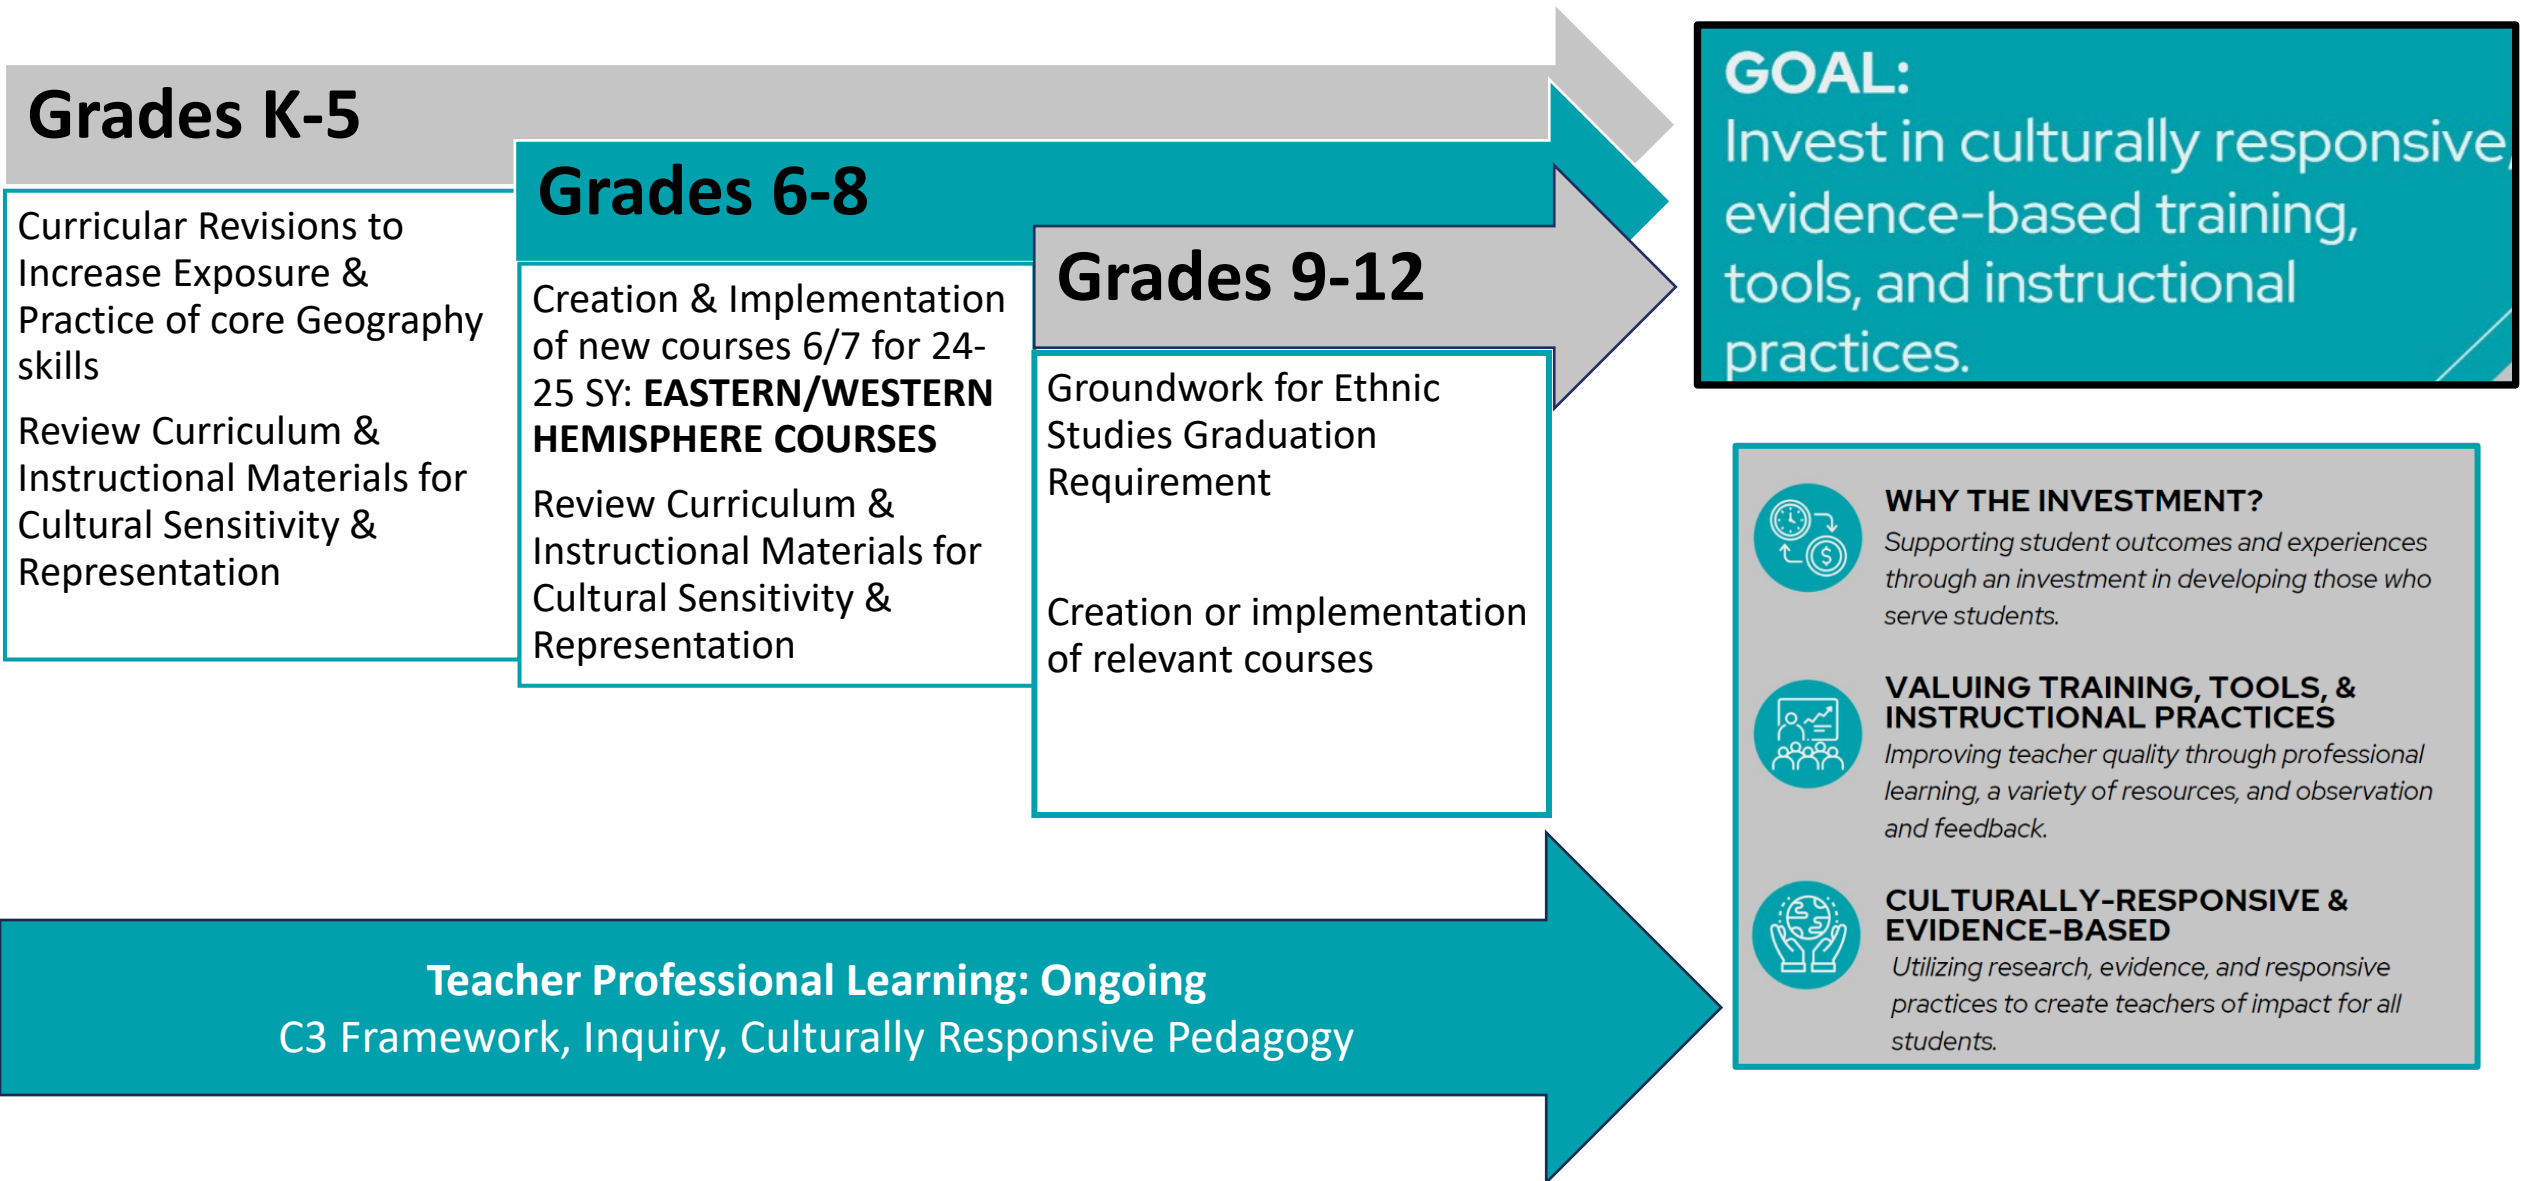 Grades K-5
Curricular Revisions to
Increase Exposure &
Practice of core Geography
skills
Review Curriculum &
Instructional Materials for
Cultural Sensitivity &
Representation
Grades 6-8
Creation & Implementation
of new courses 6/7 for 24-
25 SY: EASTERN/WESTERN
HEMISPHERE COURSES
Review Curriculum &
Instructional Materials for
Cultural Sensitivity &
Representation
Grades 9-12
Groundwork for Ethnic
Studies Graduation
Requirement
Creation or implementation
of relevant courses
Teacher Professional Learning: Ongoing
C3 Framework, Inquiry, Culturally Responsive Pedagogy
GOAL:
Invest in culturally responsive,
evidence-based training,
tools, and instructional
practices.
WHY THE INVESTMENT?
Supporting student outcomes and experiences
through an investment in developing those who
serve students.
VALUING TRAINING, TOOLS, &
INSTRUCTIONAL PRACTICES
Improving teacher quality through professional
learning, a variety of resources, and observation
and feedback.
CULTURALLY-RESPONSIVE &
EVIDENCE-BASED
Utilizing research, evidence, and responsive
practices to create teachers of impact for all
students.